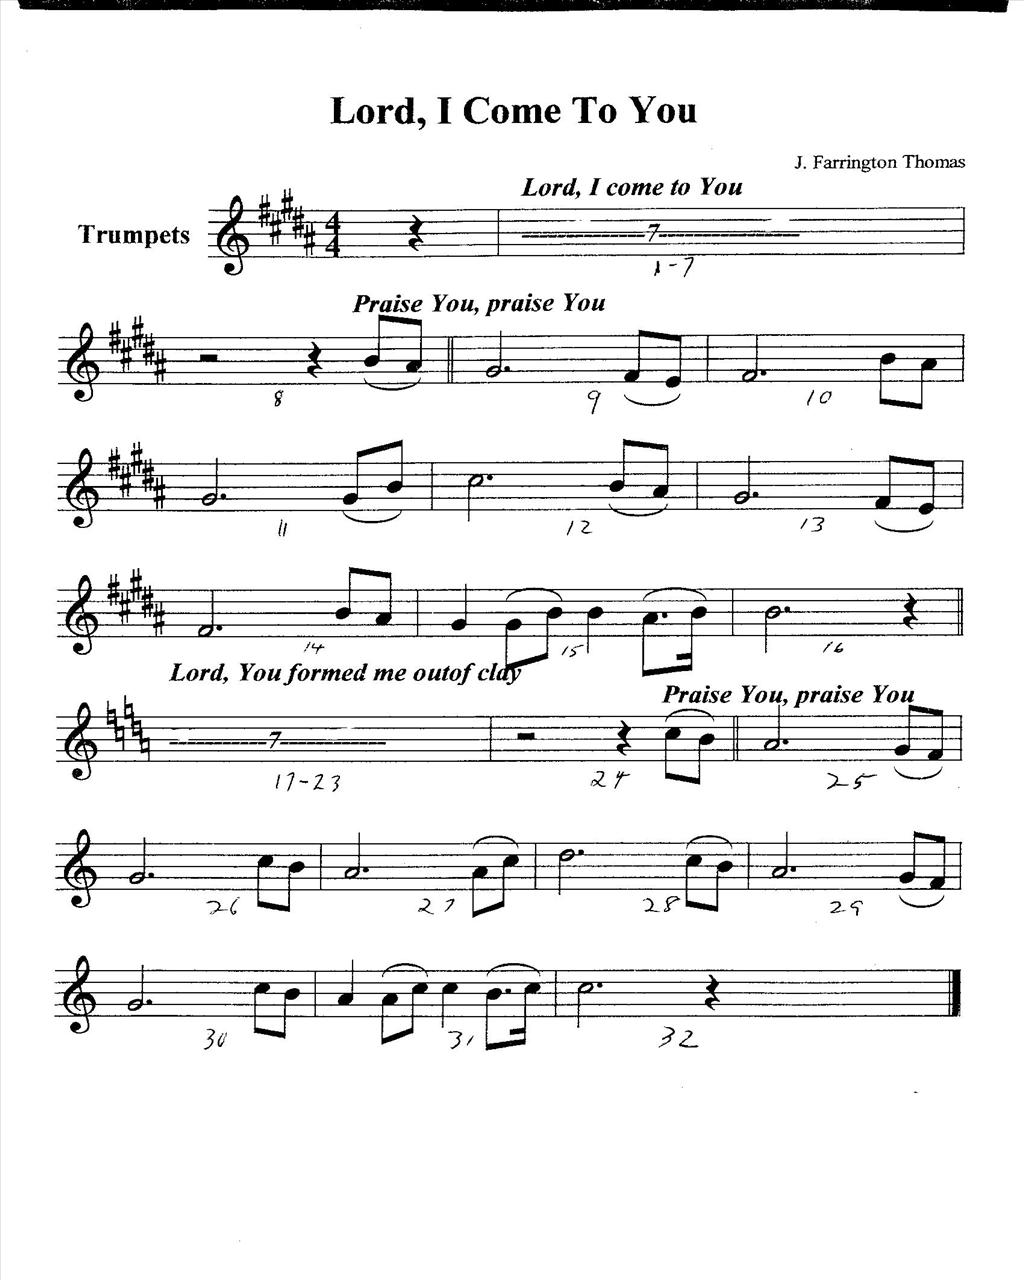 Lord, I Come To You
J. Farrington Thomas
Lord, I come to You
Trumpets
4
4
7
1-7
Praise You, praise You
8 9 10
11 12 13
14 15 16
Lord, You formed me outof clay
Praise You, praise You
7
17-23 24 25
26 27 28 29
30 31 32